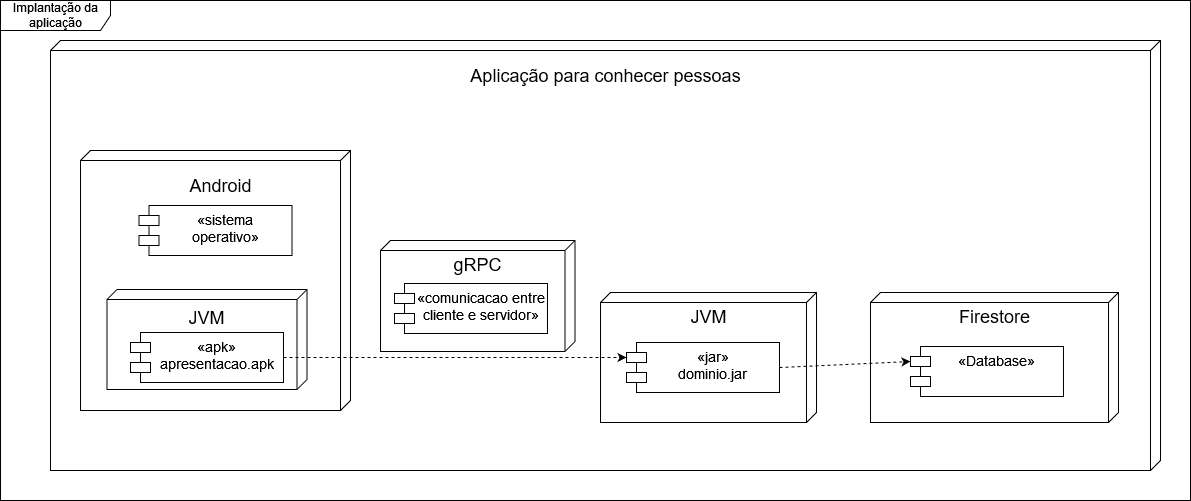 Implantação da
aplicação
Aplicação para conhecer pessoas
Android
«sistema
operativo»
JVM
«apk»
apresentacao.apk
gRPC
«comunicacao entre
cliente e servidor»
JVM
«jar»
dominio.jar
Firestore
«Database»